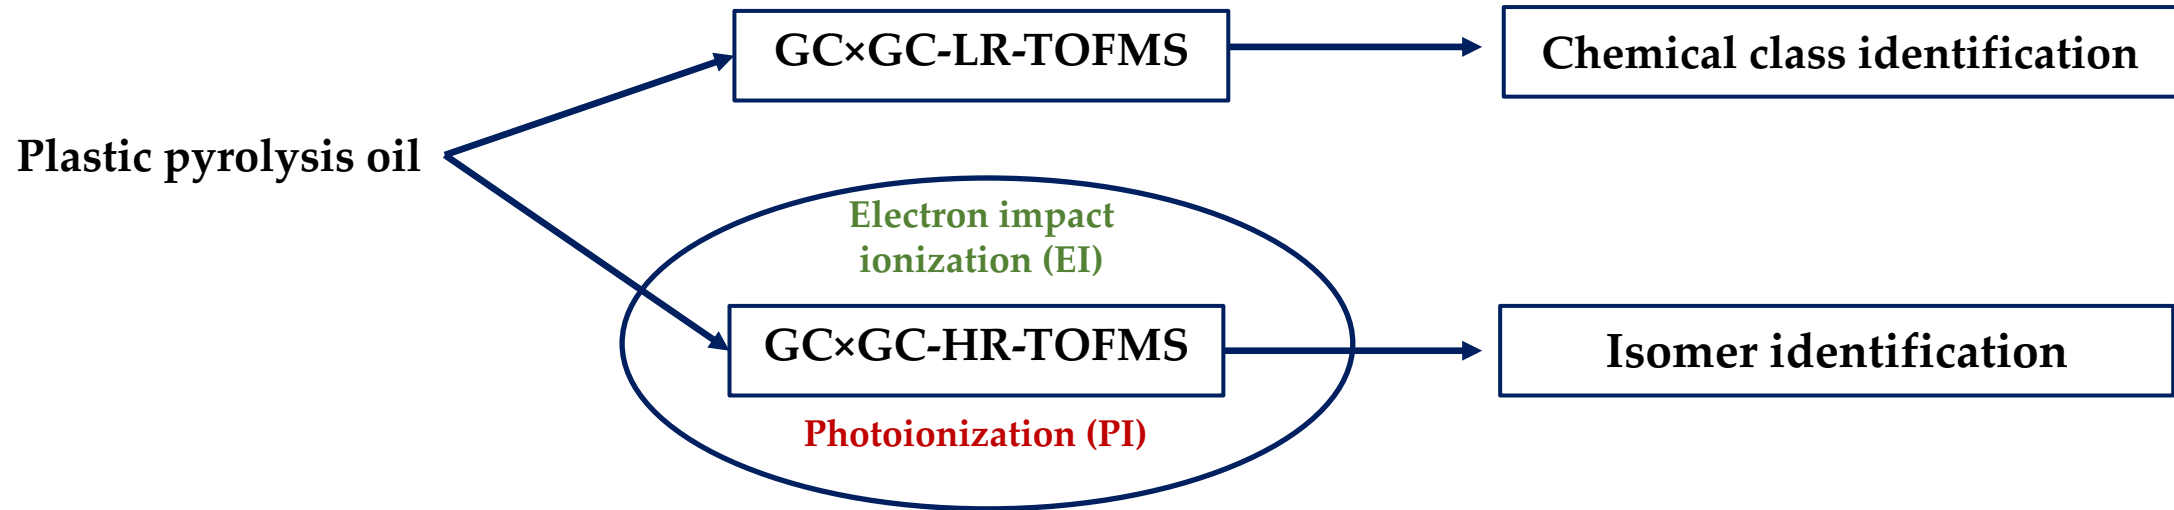 GC×GC-LR-TOFMS
Chemical class identification
Plastic pyrolysis oil
Electron impact
ionization (EI)
GC×GC-HR-TOFMS
Isomer identification
Photoionization (PI)